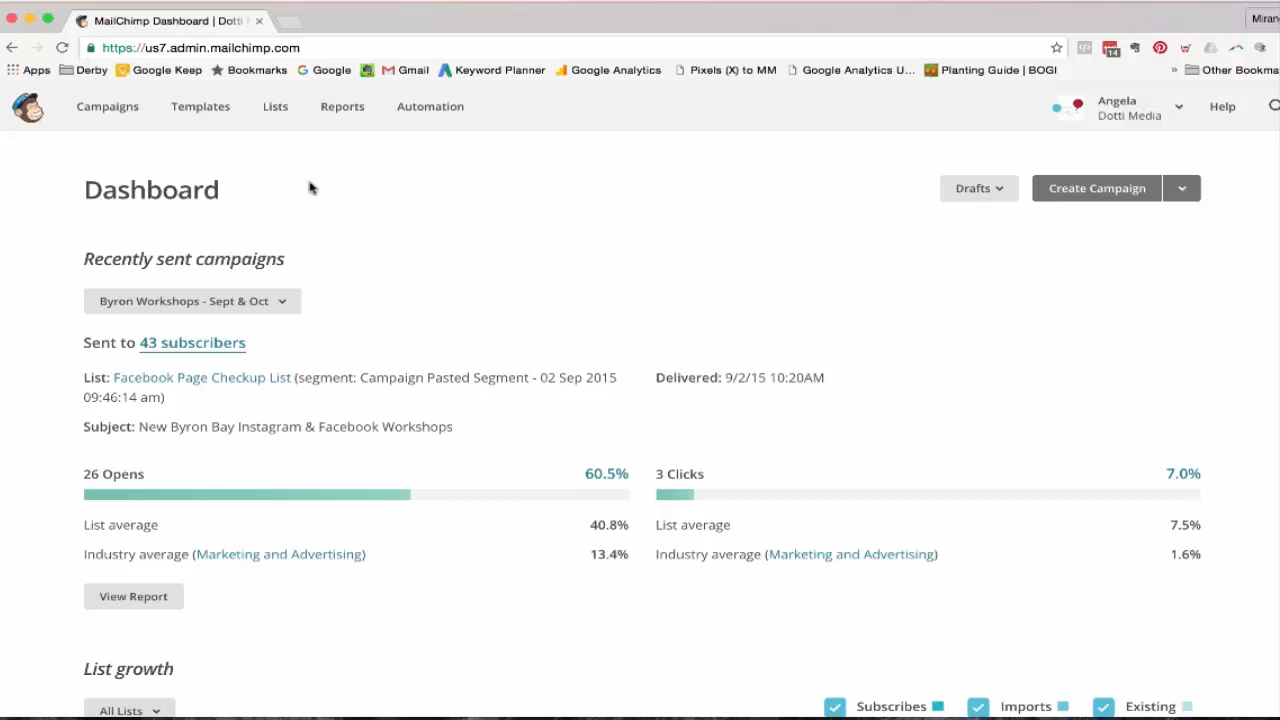 MailChimp Dashboard | Dotti
https://us7.admin.mailchimp.com
14
Apps Derby Google Keep Bookmarks Google Gmail Keyword Planner Google Analytics Pixels (X) to MM Google Analytics U... Planting Guide | BOGI » Other Bookma
Campaigns Templates Lists Reports Automation
Angela
Dotti Media
Help
Dashboard
Drafts
Create Campaign
Recently sent campaigns
Byron Workshops - Sept & Oct
Sent to 43 subscribers
List: Facebook Page Checkup List (segment: Campaign Pasted Segment - 02 Sep 2015
09:46:14 am)
Delivered: 9/2/15 10:20AM
Subject: New Byron Bay Instagram & Facebook Workshops
26 Opens 60.5%
List average 40.8%
Industry average (Marketing and Advertising) 13.4%
3 Clicks 7.0%
List average 7.5%
Industry average (Marketing and Advertising) 1.6%
View Report
List growth
All Lists
Subscribes Imports Existing